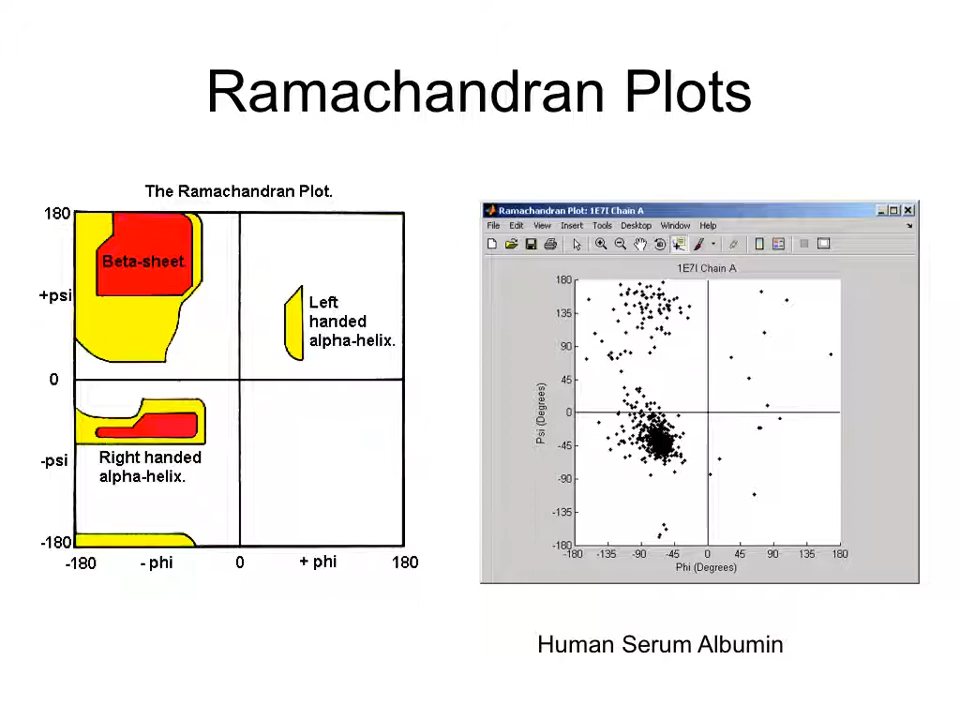 Ramachandran Plots
The Ramachandran Plot.
180
+psi
0
-psi
-180
Beta-sheet
Left
handed
alpha-helix.
Right handed
alpha-helix.
-180
- phi
0
+ phi
180
Ramachandran Plot: 1E7I Chain A
File Edit View Insert Tools Desktop Window Help
1E7I Chain A
180
135
90
45
0
-45
-90
-135
-180
Psi (Degrees)
-180 -135 -90 -45 0 45 90 135 180
Phi (Degrees)
Human Serum Albumin